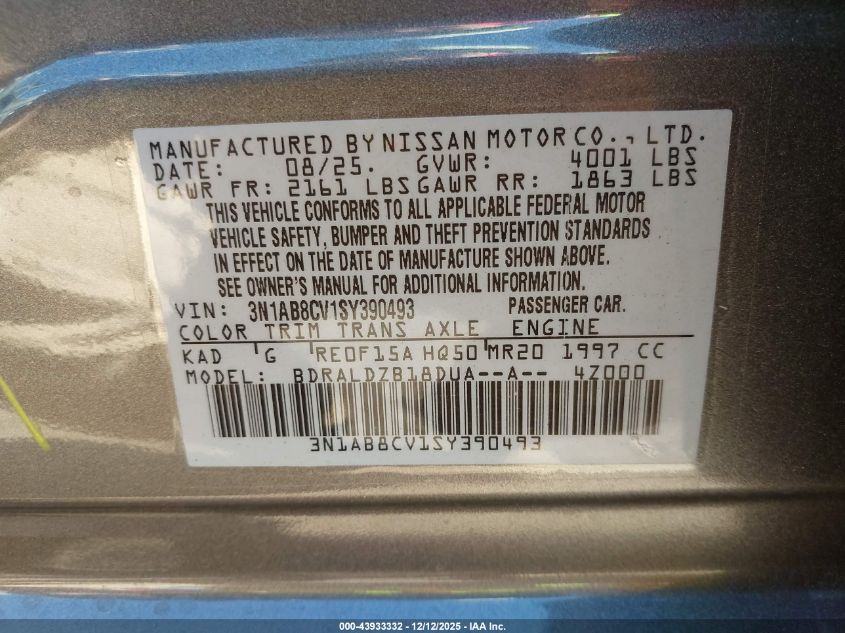 MANUFACTURED BY NISSAN MOTOR CO., LTD.
DATE: 08/25. GVWR: 4001 LBS
GAWR FR: 2161 LBS GAWR RR: 1863 LBS
THIS VEHICLE CONFORMS TO ALL APPLICABLE FEDERAL MOTOR
VEHICLE SAFETY, BUMPER AND THEFT PREVENTION STANDARDS
IN EFFECT ON THE DATE OF MANUFACTURE SHOWN ABOVE.
SEE OWNER'S MANUAL FOR ADDITIONAL INFORMATION.
VIN: 3N1AB8CV1SY390493 PASSENGER CAR.
COLOR TRIM TRANS AXLE ENGINE
KAD G RE0F15A HQ50 MR20 1997 CC
MODEL: BDRALDZB18DUA--A-- 4Z000
3N1AB8CV1SY390493
000-43933332 - 12/12/2025 - IAA Inc.